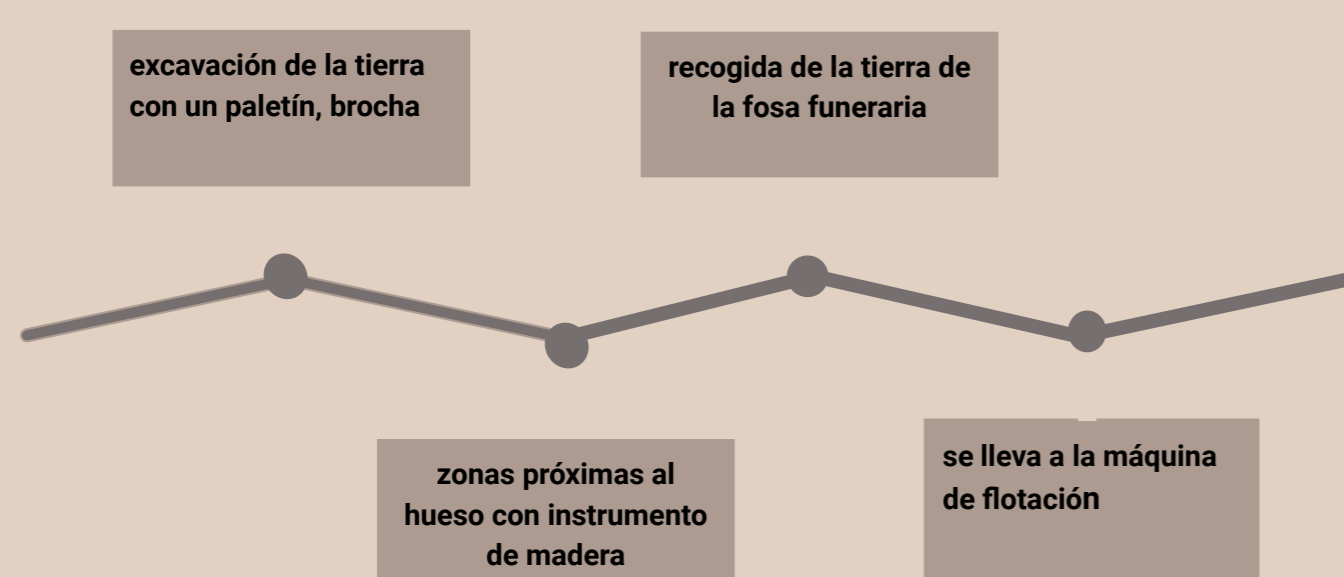 excavación de la tierra
con un paletín, brocha
zonas próximas al
hueso con instrumento
de madera
recogida de la tierra de
la fosa funeraria
se lleva a la máquina
de flotación